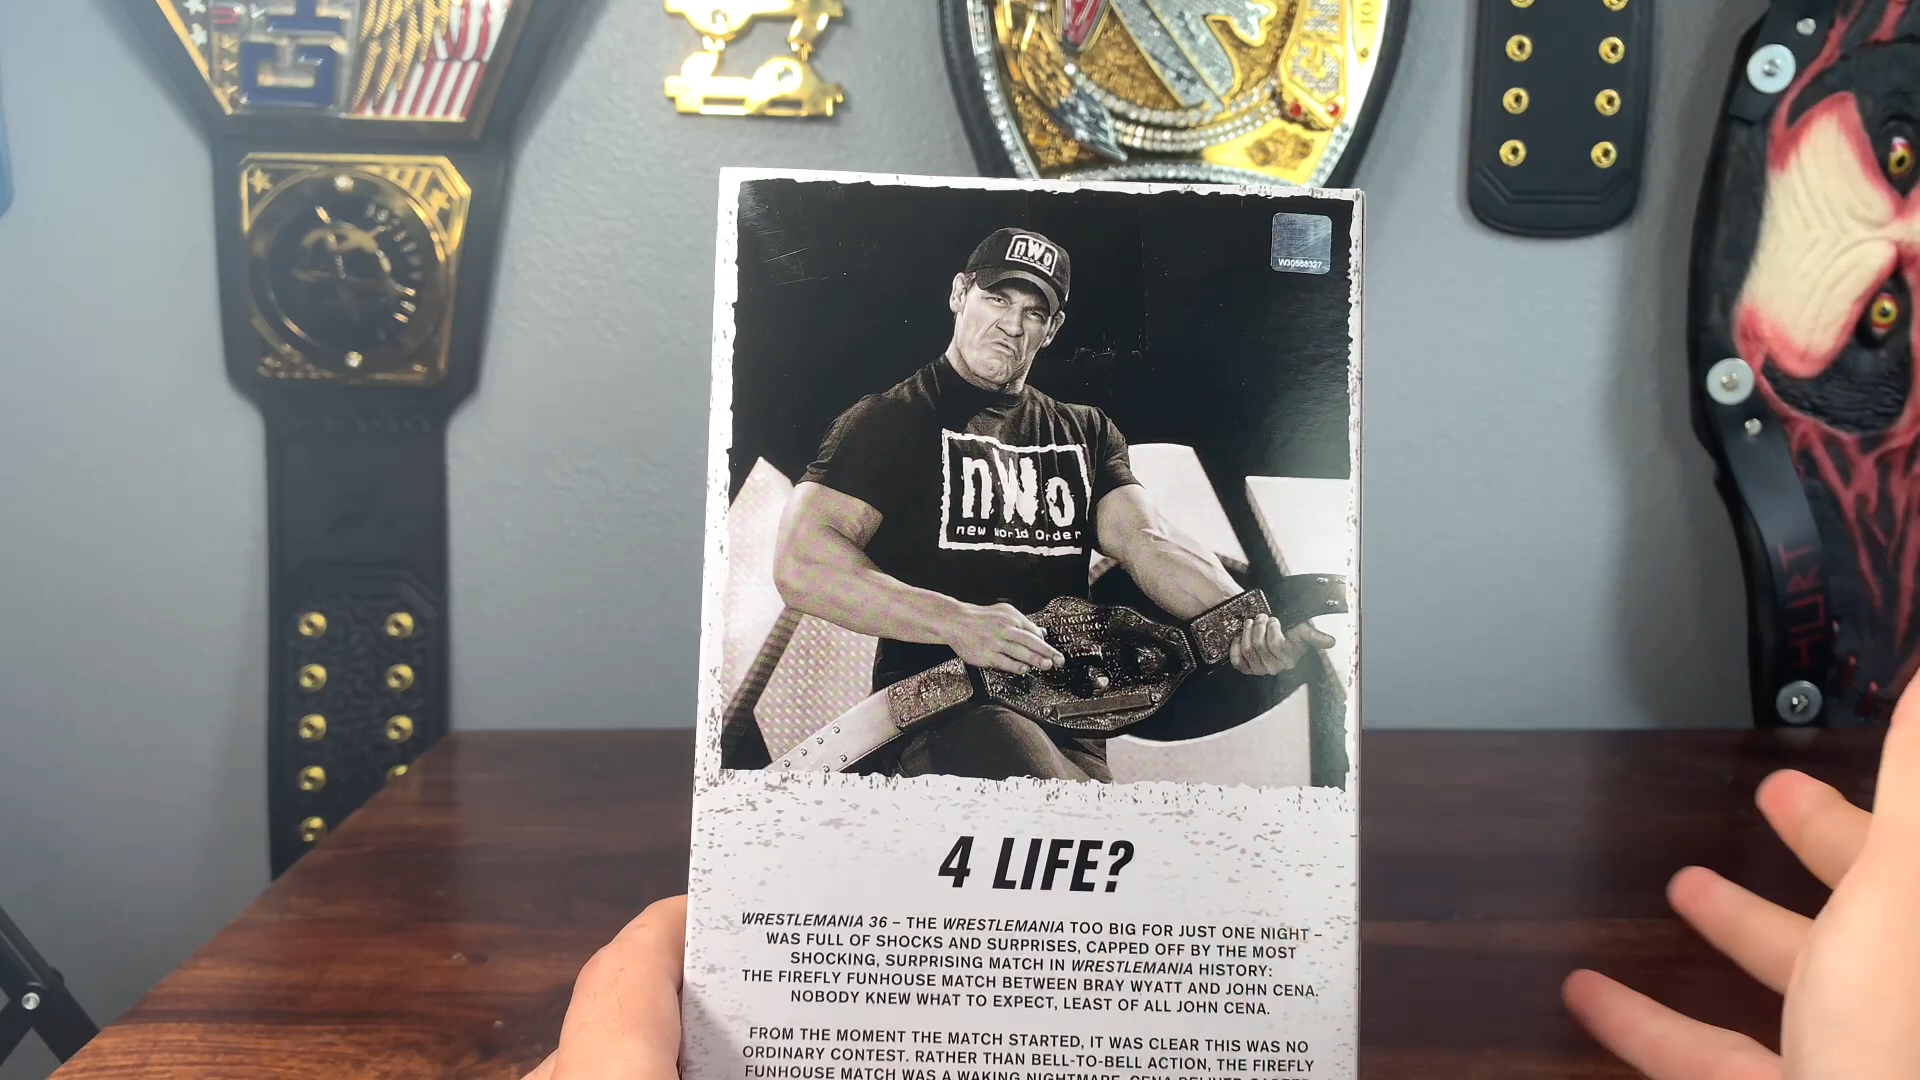 nWo
W30568327
nWo
new world Order
HURT
4 LIFE?
WRESTLEMANIA 36 – THE WRESTLEMANIA TOO BIG FOR JUST ONE NIGHT –
WAS FULL OF SHOCKS AND SURPRISES, CAPPED OFF BY THE MOST
SHOCKING, SURPRISING MATCH IN WRESTLEMANIA HISTORY:
THE FIREFLY FUNHOUSE MATCH BETWEEN BRAY WYATT AND JOHN CENA.
NOBODY KNEW WHAT TO EXPECT, LEAST OF ALL JOHN CENA.
FROM THE MOMENT THE MATCH STARTED, IT WAS CLEAR THIS WAS NO
ORDINARY CONTEST. RATHER THAN BELL-TO-BELL ACTION, THE FIREFLY
FUNHOUSE MATCH WAS A WAKING NIGHTMARE.